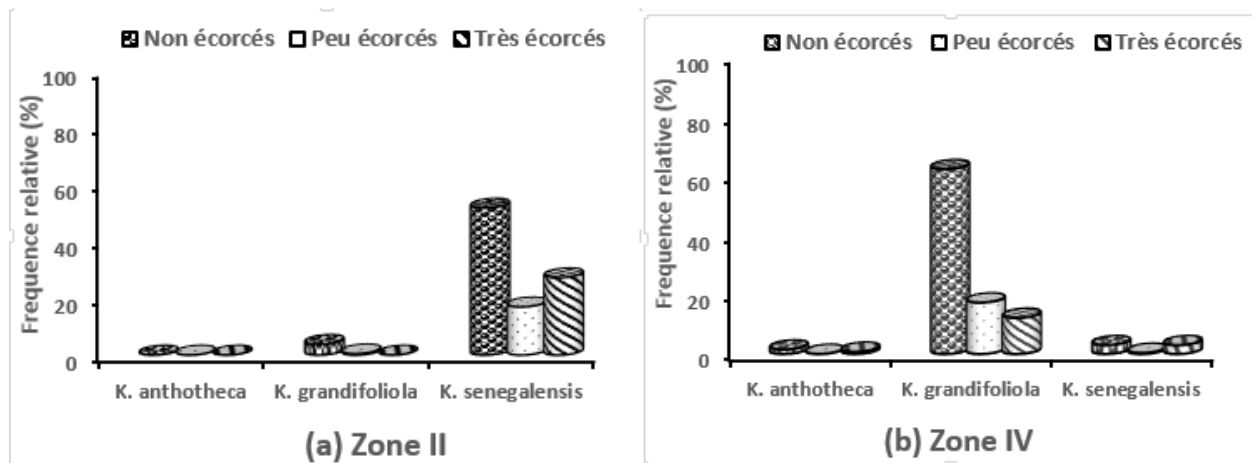 Non écorcés Peu écorcés Très écorcés
Frequence relative (%)
100
80
60
40
20
0
K. anthotheca K. grandifoliola K. senegalensis
(a) Zone II
Non écorcés Peu écorcés Très écorcés
Frequence relative (%)
100
80
60
40
20
0
K. anthotheca K. grandifoliola K. senegalensis
(b) Zone IV